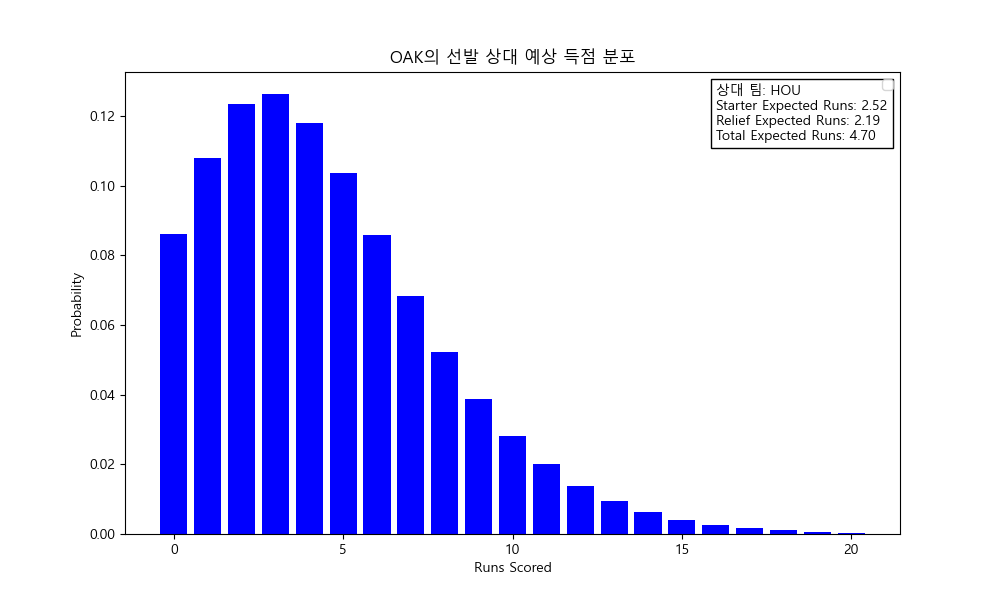 OAK의 선발 상대 예상 득점 분포
상대 팀: HOU
Starter Expected Runs: 2.52
Relief Expected Runs: 2.19
Total Expected Runs: 4.70
Probability
0.12
0.10
0.08
0.06
0.04
0.02
0.00
0 5 10 15 20
Runs Scored